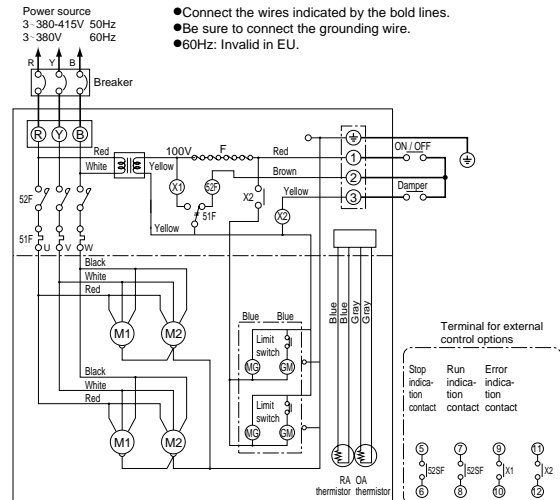 Power source
3~380-415V 50Hz
3~380V 60Hz
●Connect the wires indicated by the bold lines.
●Be sure to connect the grounding wire.
●60Hz: Invalid in EU.
R Y B
Breaker
R Y B
Red
White
Yellow
100V
F
Red
1
ON / OFF
Brown
2
Yellow
3
Damper
52F
X1
52F
51F
X2
X2
Yellow
51F
U V W
Black
White
Red
M1 M2
Blue Blue
Limit
switch
MG GM
Blue
Blue
Gray
Gray
Black
White
Red
M1 M2
Limit
switch
MG GM
RA OA
thermistor thermistor
Terminal for external
control options
Stop
indica-
tion
contact
Run
indica-
tion
contact
Error
indica-
tion
contact
5 7 9 11
52SF 52SF X1 X2
6 8 10 12